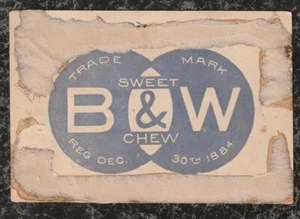 TRADE MARK
SWEET
B & W
CHEW
REG DEC. 30TH 1884